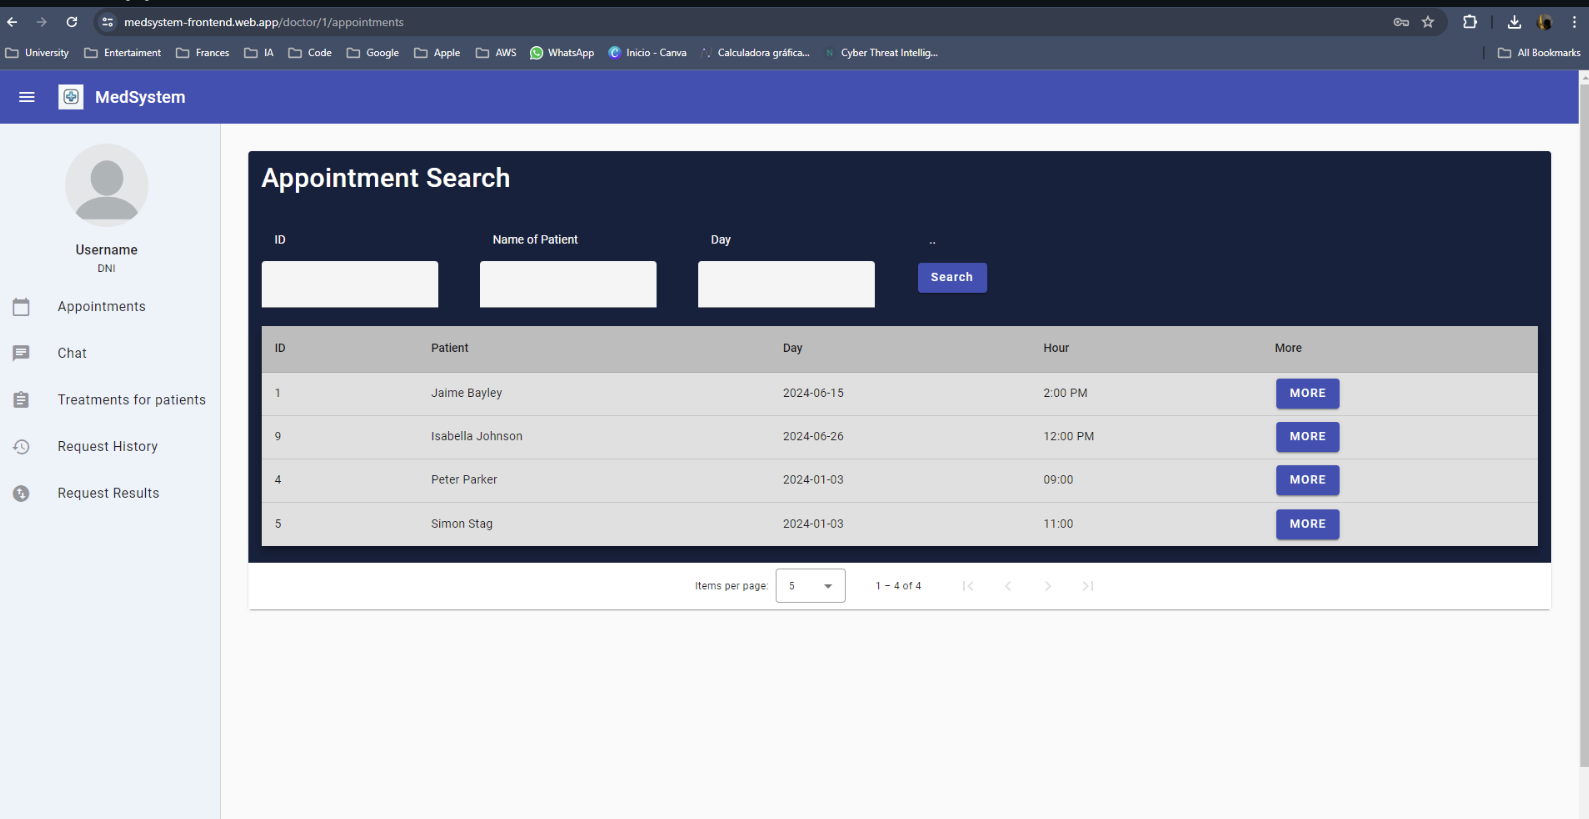 medsystem-frontend.web.app/doctor/1/appointments
University Entertaiment Frances IA Code Google Apple AWS WhatsApp Inicio - Canva Calculadora gráfica... Cyber Threat Intellig... All Bookmarks
MedSystem
Username
DNI
Appointments
Chat
Treatments for patients
Request History
Request Results
Appointment Search
ID Name of Patient Day ..
Search
ID Patient Day Hour More
1 Jaime Bayley 2024-06-15 2:00 PM MORE
9 Isabella Johnson 2024-06-26 12:00 PM MORE
4 Peter Parker 2024-01-03 09:00 MORE
5 Simon Stag 2024-01-03 11:00 MORE
Items per page: 5 1 – 4 of 4